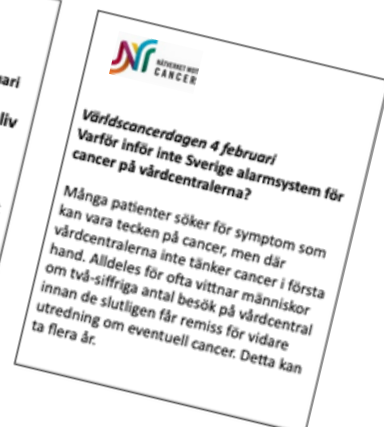 ari
liv
NÄTVERKET MOT
CANCER
Världscancerdagen 4 februari
Varför inför inte Sverige alarmsystem för
cancer på vårdcentralerna?
Många patienter söker för symptom som
kan vara tecken på cancer, men där
vårdcentralerna inte tänker cancer i första
hand. Alldeles för ofta vittnar människor
om två-siffriga antal besök på vårdcentral
innan de slutligen får remiss för vidare
utredning om eventuell cancer. Detta kan
ta flera år.